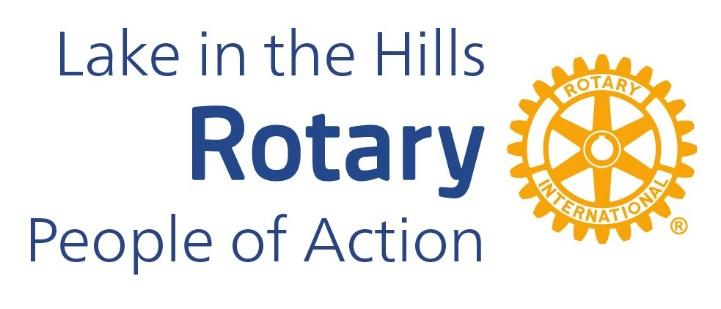 Lake in the Hills
Rotary
People of Action
ROTARY
INTERNATIONAL
®